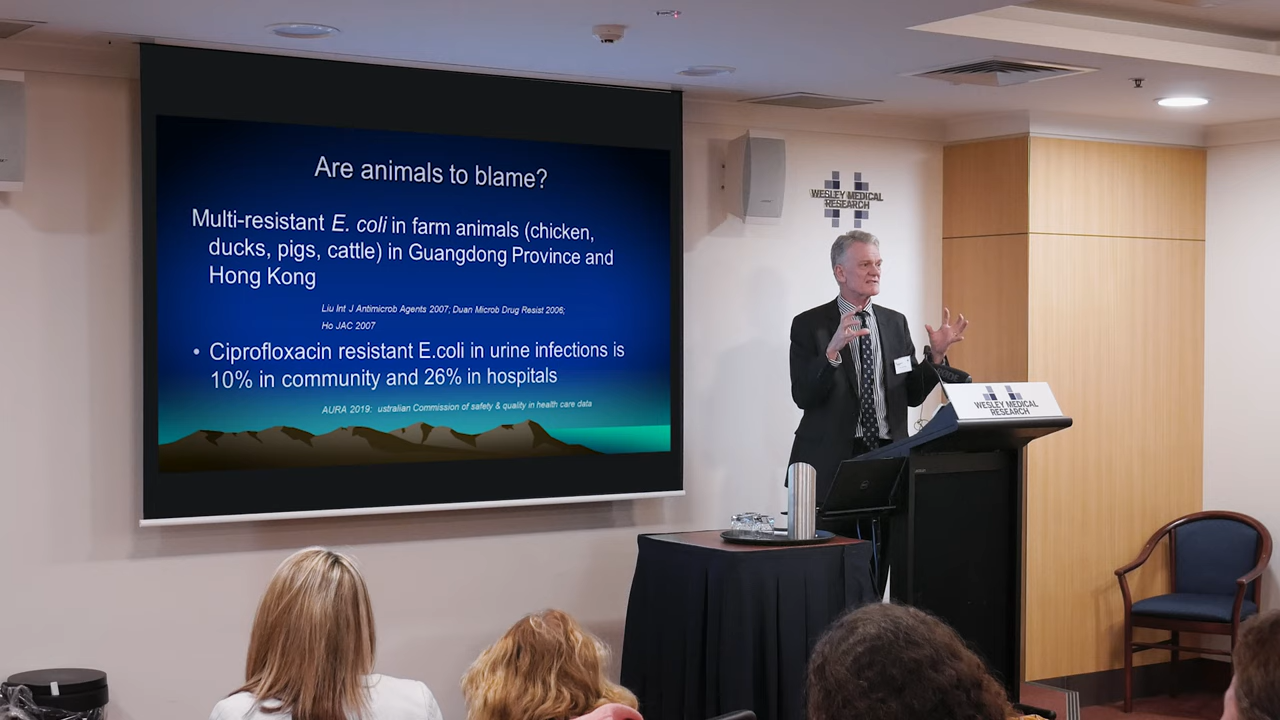 Are animals to blame?
Multi-resistant E. coli in farm animals (chicken,
ducks, pigs, cattle) in Guangdong Province and
Hong Kong
Liu Int J Antimicrob Agents 2007; Duan Microb Drug Resist 2006;
Ho JAC 2007
• Ciprofloxacin resistant E.coli in urine infections is
10% in community and 26% in hospitals
AURA 2019: ustralian Commission of safety & quality in health care data
WESLEY MEDICAL
RESEARCH
WESLEY MEDICAL
RESEARCH